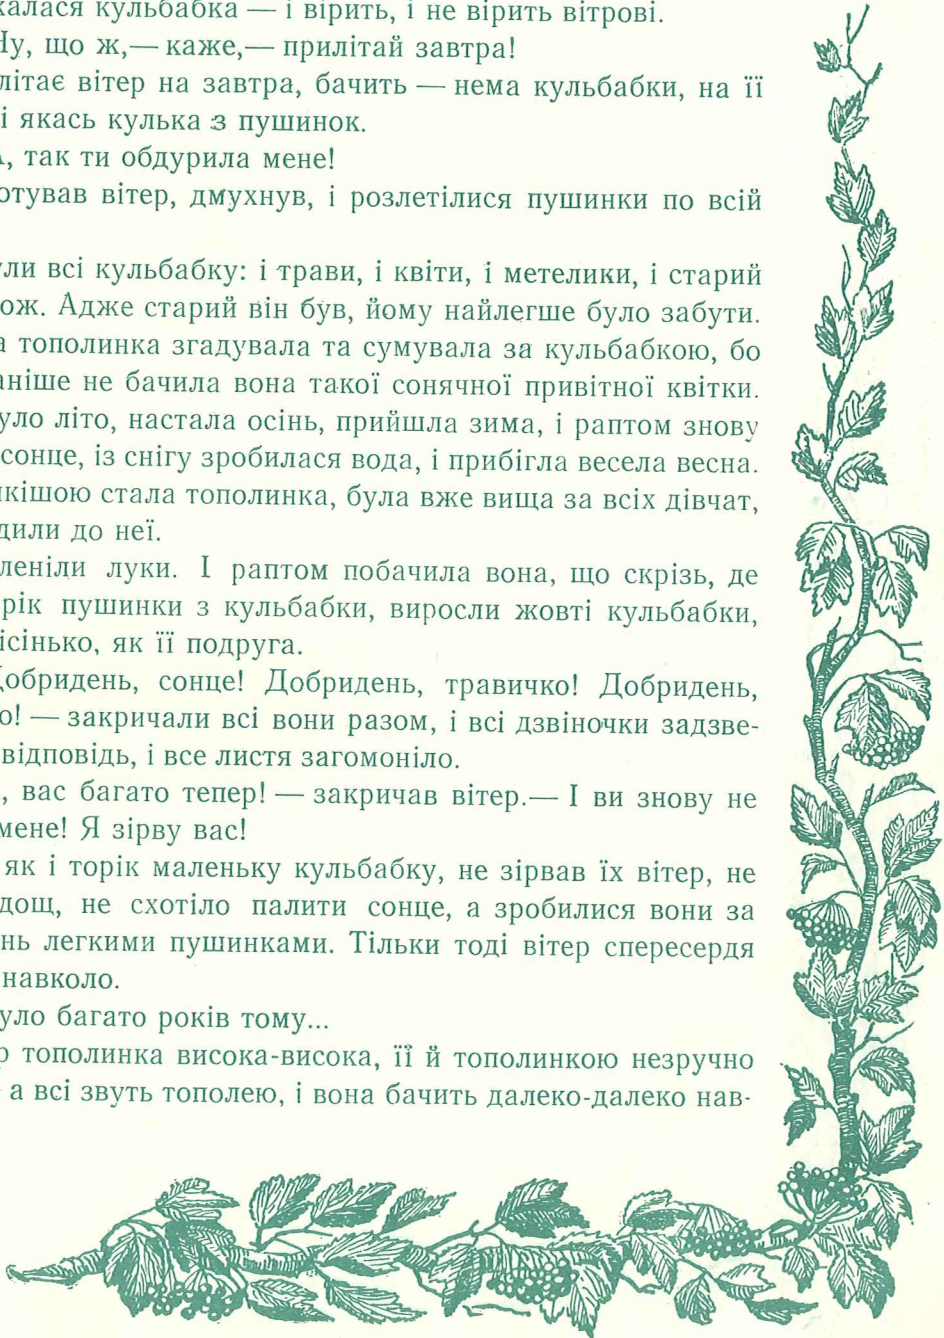 калася кульбабка — і вірить, і не вірить вітрові.
Ну, що ж,— каже,— прилітай завтра!
літає вітер на завтра, бачить — нема кульбабки, на її
і якась кулька з пушинок.
А, так ти обдурила мене!
отував вітер, дмухнув, і розлетілися пушинки по всій
ули всі кульбабку: і трави, і квіти, і метелики, і старий
ож. Адже старий він був, йому найлегше було забути.
а тополинка згадувала та сумувала за кульбабкою, бо
аніше не бачила вона такої сонячної привітної квітки.
уло літо, настала осінь, прийшла зима, і раптом знову
сонце, із снігу зробилася вода, і прибігла весела весна.
нкішою стала тополинка, була вже вища за всіх дівчат,
дили до неї.
леніли луки. І раптом побачила вона, що скрізь, де
рік пушинки з кульбабки, виросли жовті кульбабки,
ісінько, як її подруга.
Добридень, сонце! Добридень, травичко! Добридень,
о! — закричали всі вони разом, і всі дзвіночки задзве-
відповідь, і все листя загомоніло.
, вас багато тепер! — закричав вітер.— І ви знову не
мене! Я зірву вас!
як і торік маленьку кульбабку, не зірвав їх вітер, не
дощ, не схотіло палити сонце, а зробилися вони за
нь легкими пушинками. Тільки тоді вітер спересердя
навколо.
уло багато років тому...
р тополинка висока-висока, її й тополинкою незручно
а всі звуть тополею, і вона бачить далеко-далеко нав-